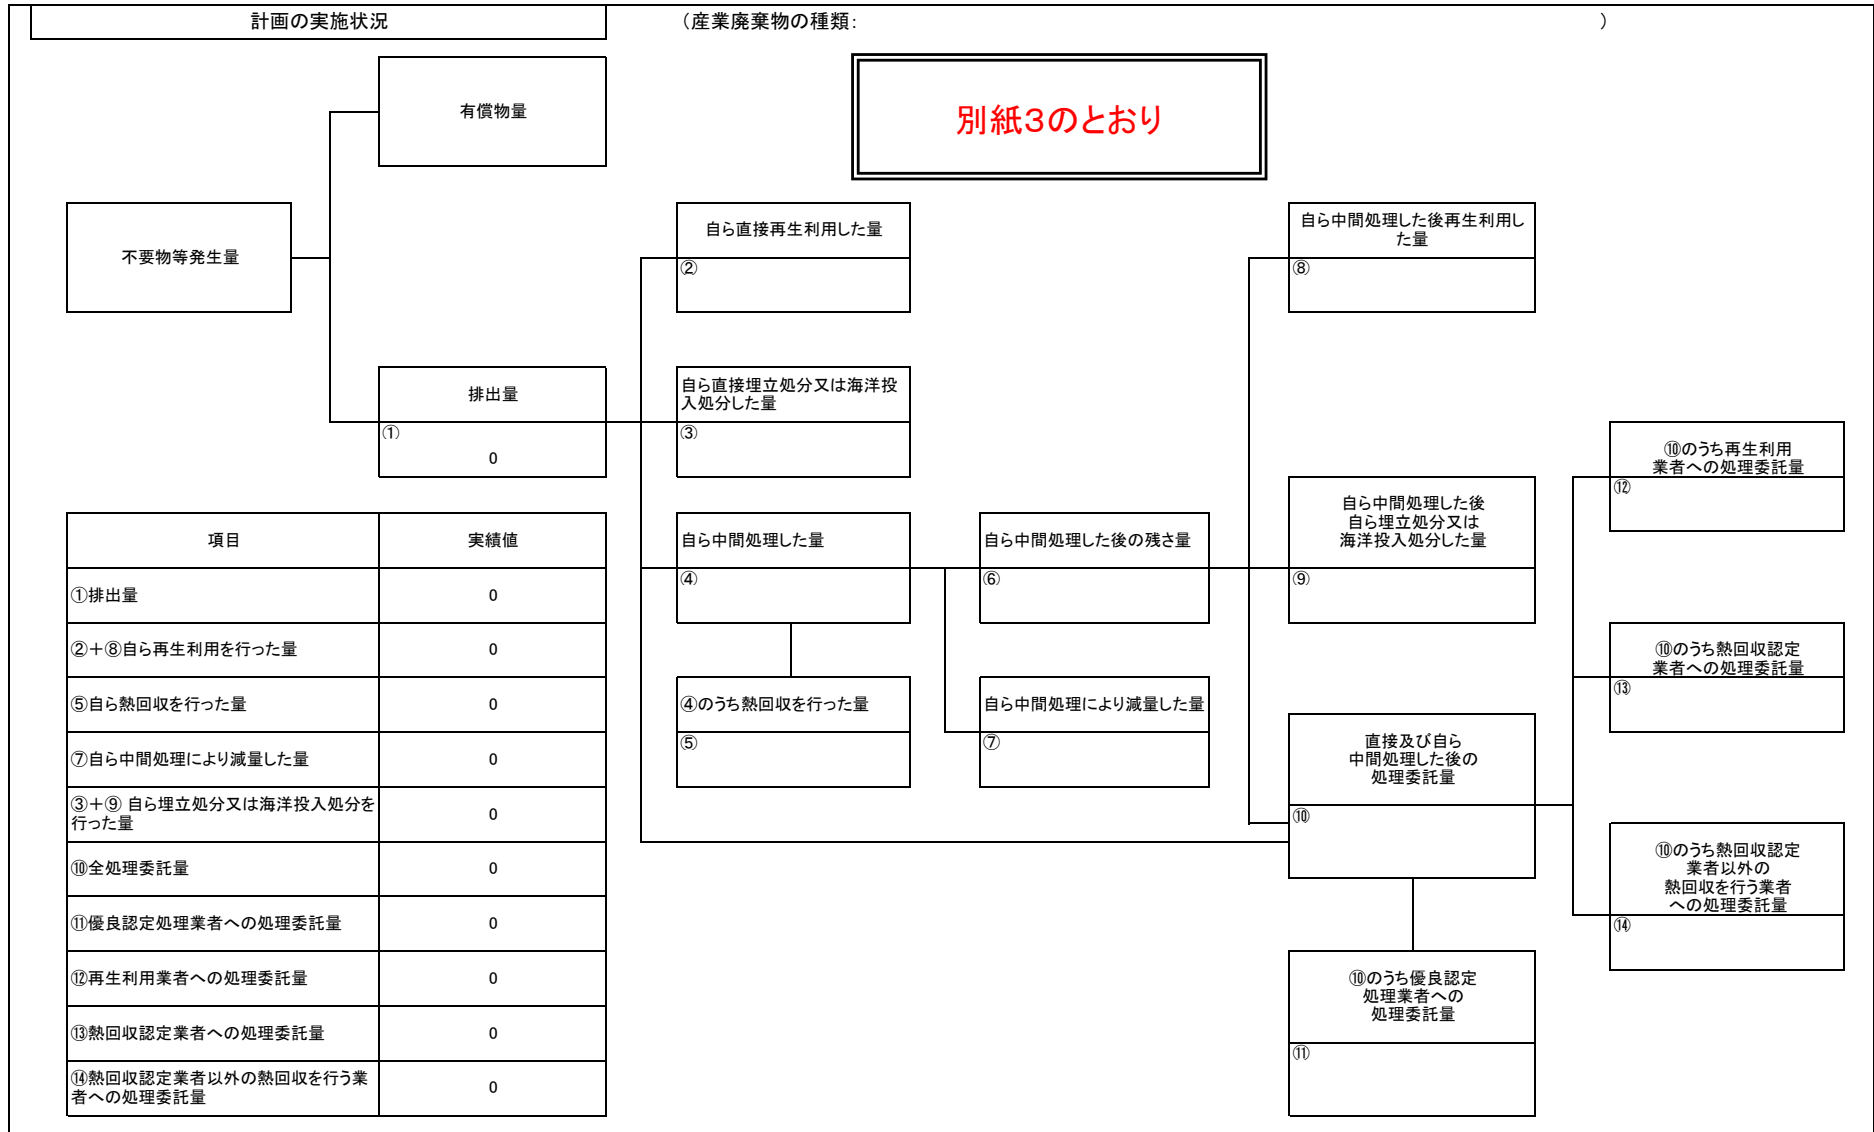 計画の実施状況
（産業廃棄物の種類：　）
有償物量
別紙３のとおり
不要物等発生量
自ら直接再生利用した量
②
自ら中間処理した後再生利用し
た量
⑧
排出量
①
0
自ら直接埋立処分又は海洋投
入処分した量
③
⑩のうち再生利用
業者への処理委託量
⑫
自ら中間処理した量
④
自ら中間処理した後の残さ量
⑥
自ら中間処理した後
自ら埋立処分又は
海洋投入処分した量
⑨
⑩のうち熱回収認定
業者への処理委託量
⑬
④のうち熱回収を行った量
⑤
自ら中間処理により減量した量
⑦
直接及び自ら
中間処理した後の
処理委託量
⑩
⑩のうち熱回収認定
業者以外の
熱回収を行う業者
への処理委託量
⑭
⑩のうち優良認定
処理業者への
処理委託量
⑪
項目 実績値
①排出量 0
②＋⑧自ら再生利用を行った量 0
⑤自ら熱回収を行った量 0
⑦自ら中間処理により減量した量 0
③＋⑨ 自ら埋立処分又は海洋投入処分を
行った量 0
⑩全処理委託量 0
⑪優良認定処理業者への処理委託量 0
⑫再生利用業者への処理委託量 0
⑬熱回収認定業者への処理委託量 0
⑭熱回収認定業者以外の熱回収を行う業
者への処理委託量 0